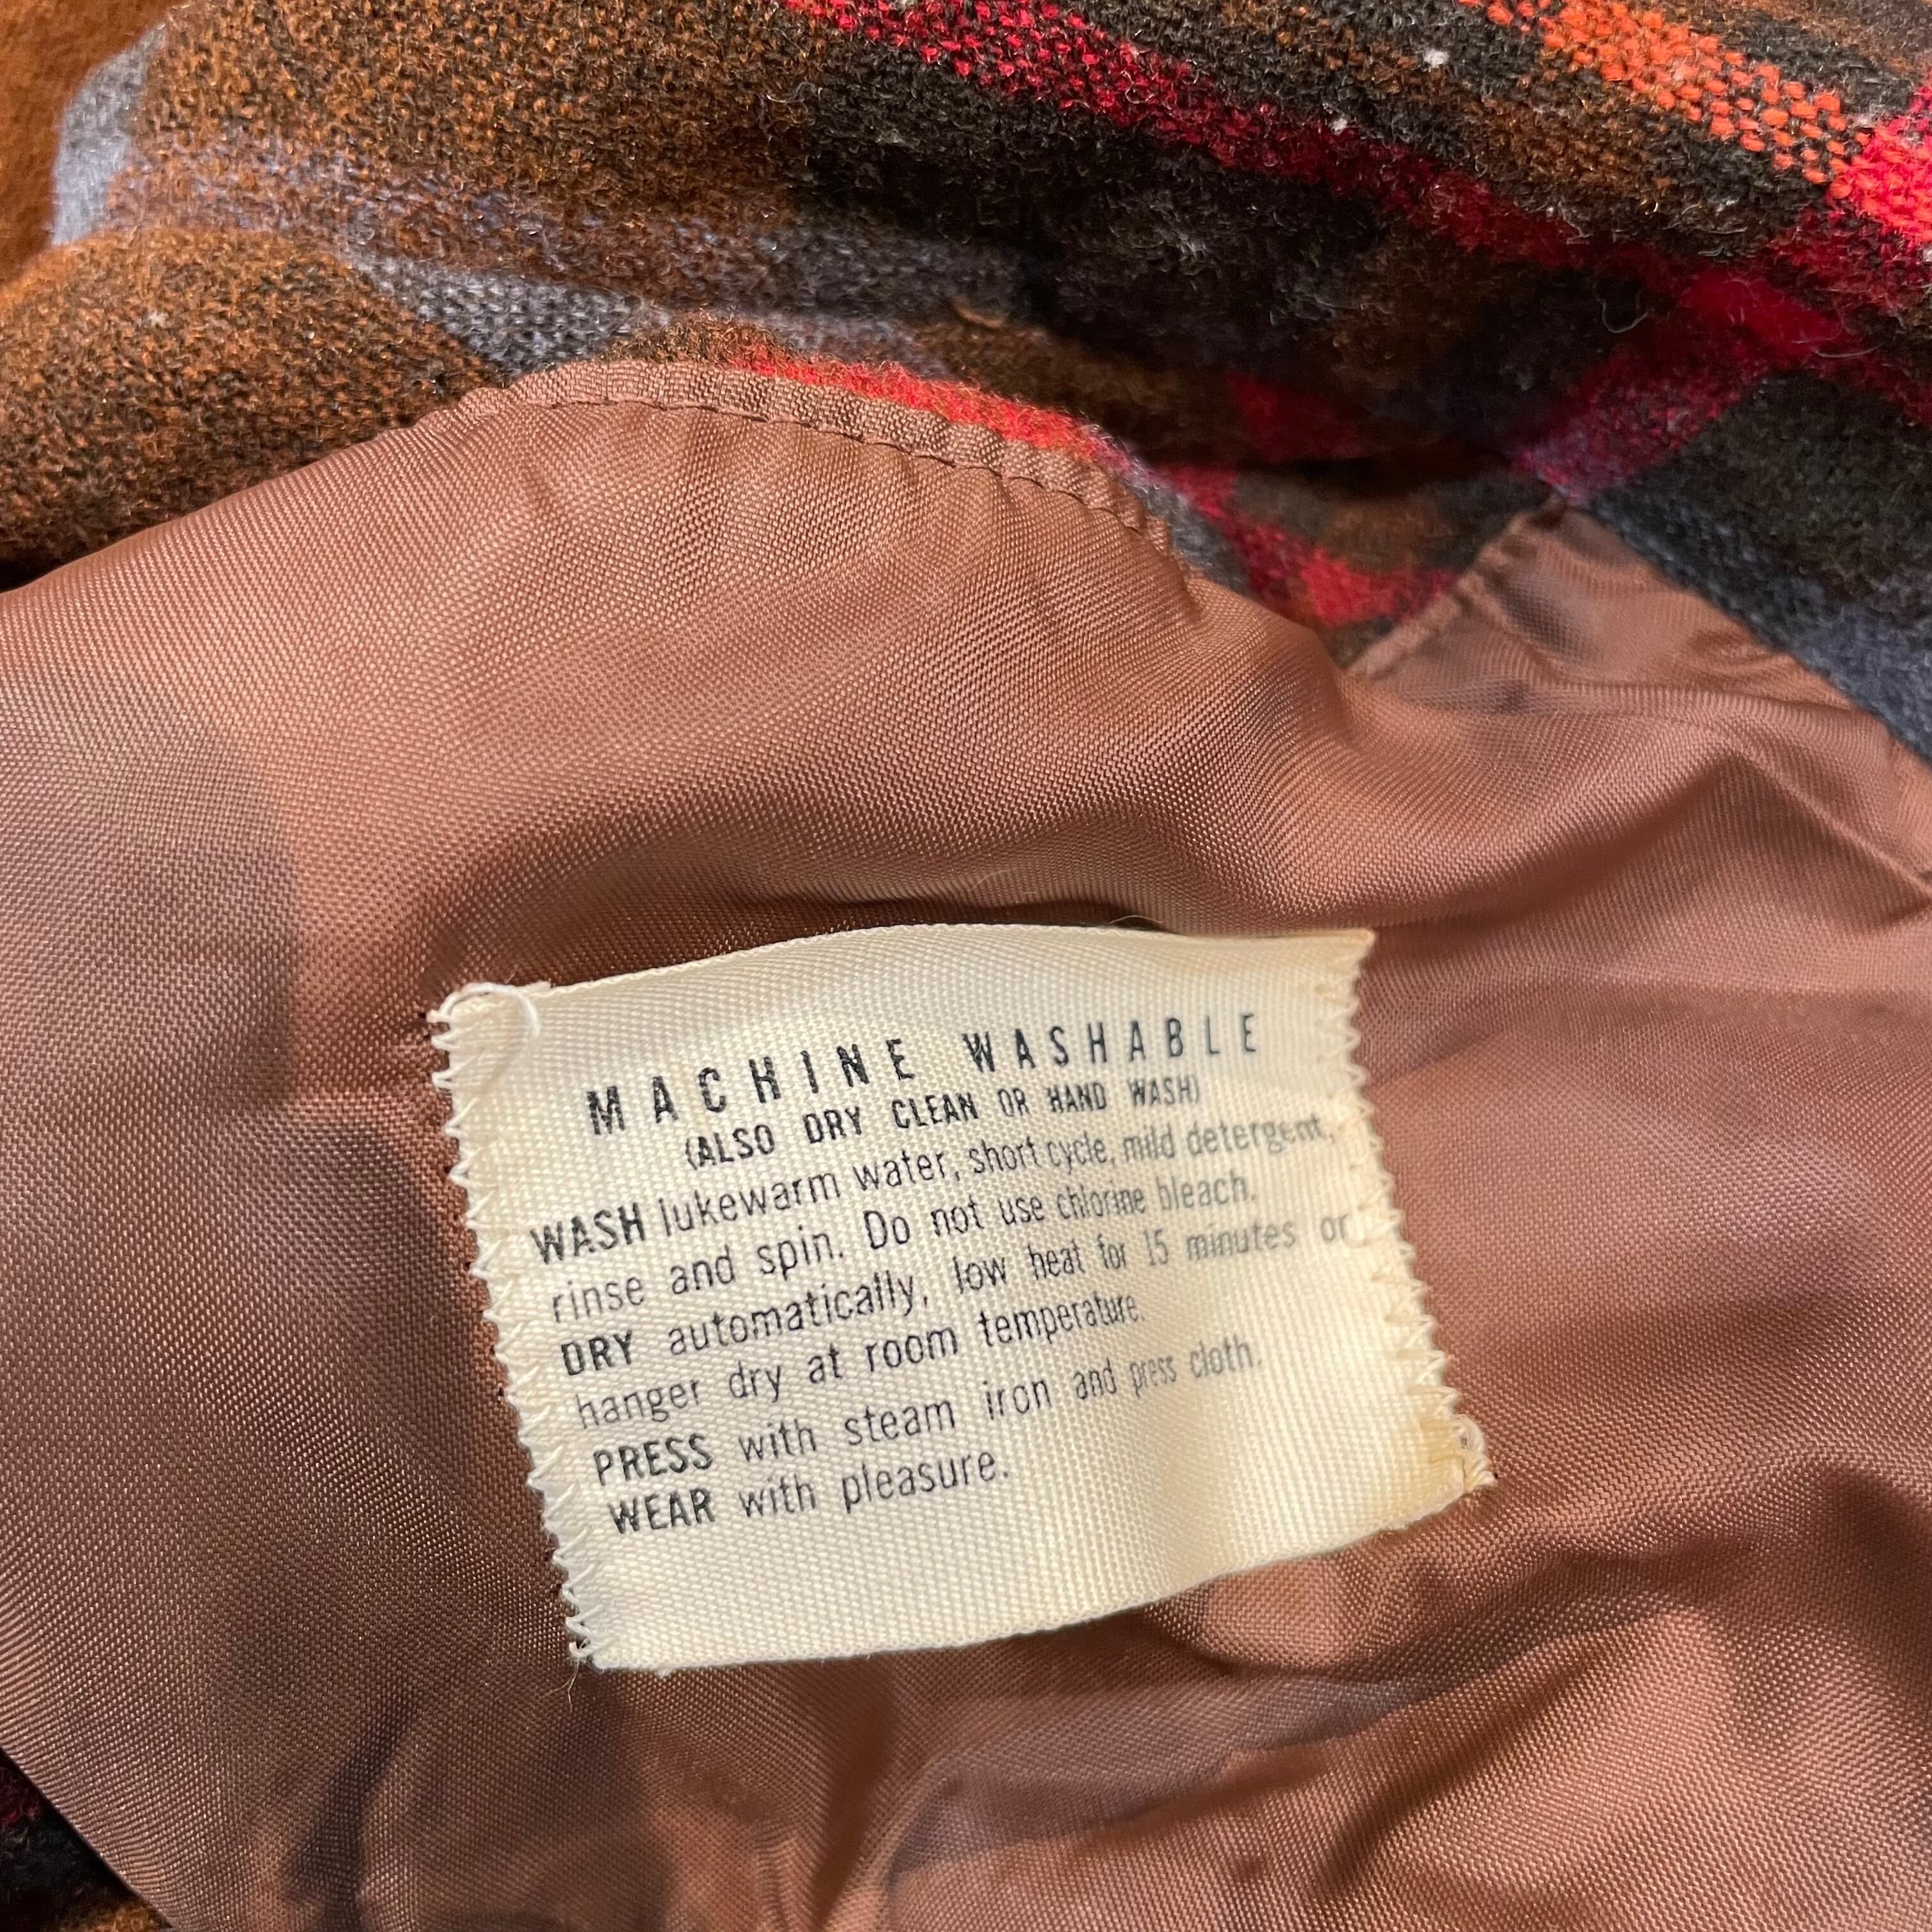 MACHINE WASHABLE
(ALSO DRY CLEAN OR HAND WASH)
WASH lukewarm water, short cycle, mild detergent,
rinse and spin. Do not use chlorine bleach.
DRY automatically, low heat for 15 minutes or
hanger dry at room temperature.
PRESS with steam iron and press cloth.
WEAR with pleasure.